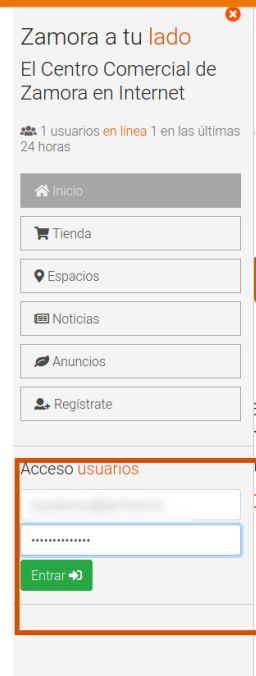 Zamora a tu lado
El Centro Comercial de
Zamora en Internet
1 usuarios en línea 1 en las últimas
24 horas
Inicio
Tienda
Espacios
Noticias
Anuncios
Regístrate
Acceso usuarios
Entrar